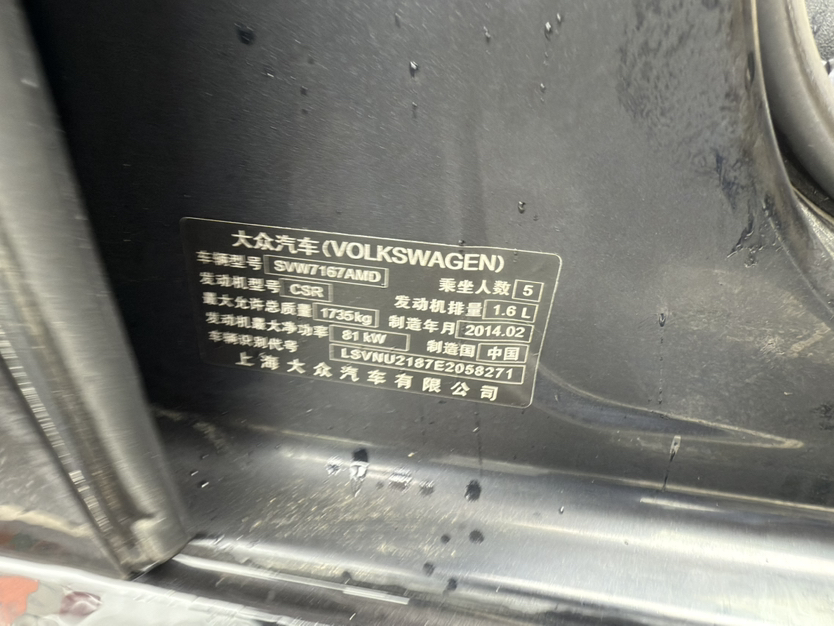 大众汽车(VOLKSWAGEN)
车辆型号 SVW7167AMD 乘坐人数 5
发动机型号 CSR 发动机排量 1.6 L
最大允许总质量 1735kg 制造年月 2014.02
发动机最大净功率 81 kW 制造国 中国
车辆识别代号 LSVNU2187E2058271
上海大众汽车有限公司